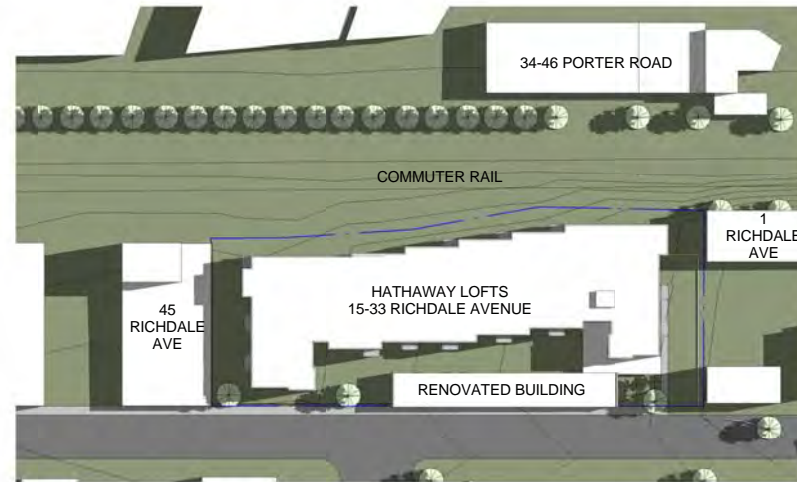 34-46 PORTER ROAD
COMMUTER RAIL
1
RICHDALE
AVE
HATHAWAY LOFTS
15-33 RICHDALE AVENUE
45
RICHDALE
AVE
RENOVATED BUILDING